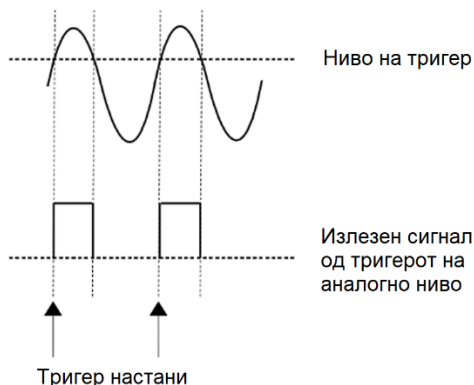 Ниво на тригер
Излезен сигнал
од тригерот на
аналогно ниво
Тригер настани